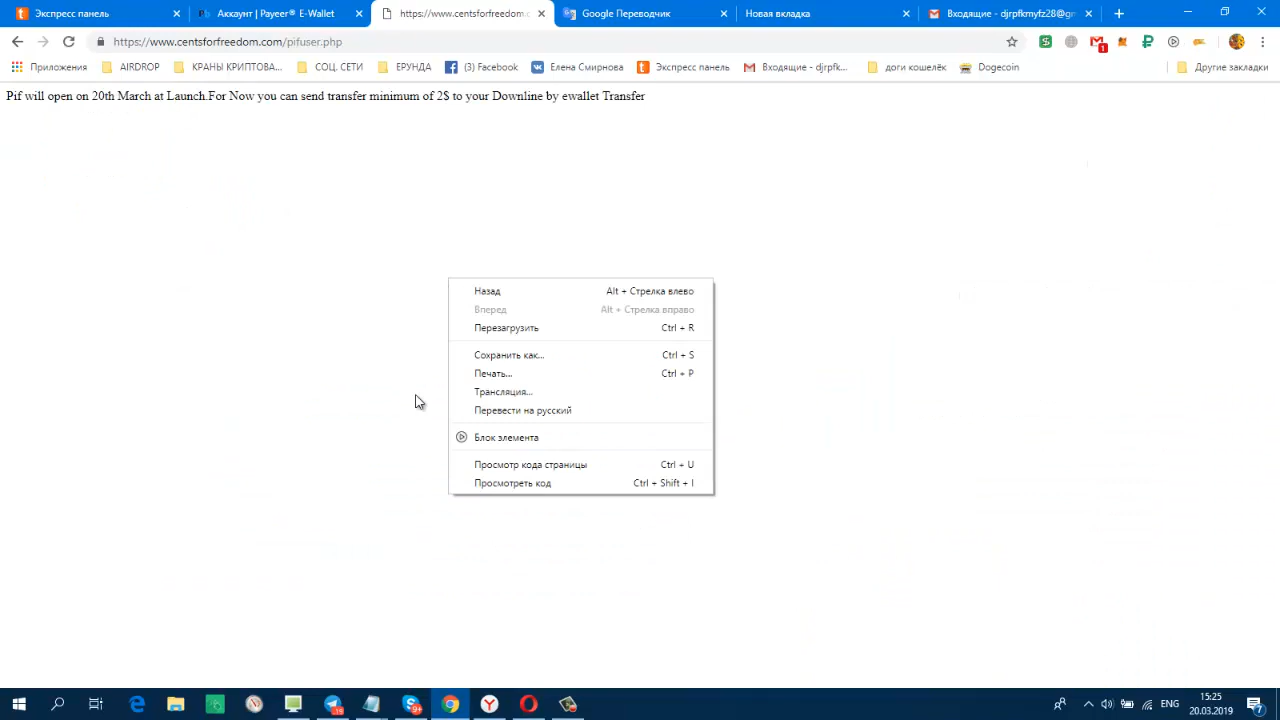 Экспресс панель
Аккаунт | Payeer® E-Wallet
https://www.centsforfreedom.c
Google Переводчик
Новая вкладка
Входящие - djrpfkmyfz28@gm
https://www.centsforfreedom.com/pifuser.php
1
Приложения
AIRDROP
КРАНЫ КРИПТОВА...
СОЦ. СЕТИ
ЕРУНДА
(3) Facebook
Елена Смирнова
Экспресс панель
Входящие - djrpfk...
доги кошелёк
Dogecoin
Другие закладки
Pif will open on 20th March at Launch.For Now you can send transfer minimum of 2$ to your Downline by ewallet Transfer
Назад Alt + Стрелка влево
Вперед Alt + Стрелка вправо
Перезагрузить Ctrl + R
Сохранить как... Ctrl + S
Печать... Ctrl + P
Трансляция...
Перевести на русский
Блок элемента
Просмотр кода страницы Ctrl + U
Просмотреть код Ctrl + Shift + I
ENG
15:25
20.03.2019